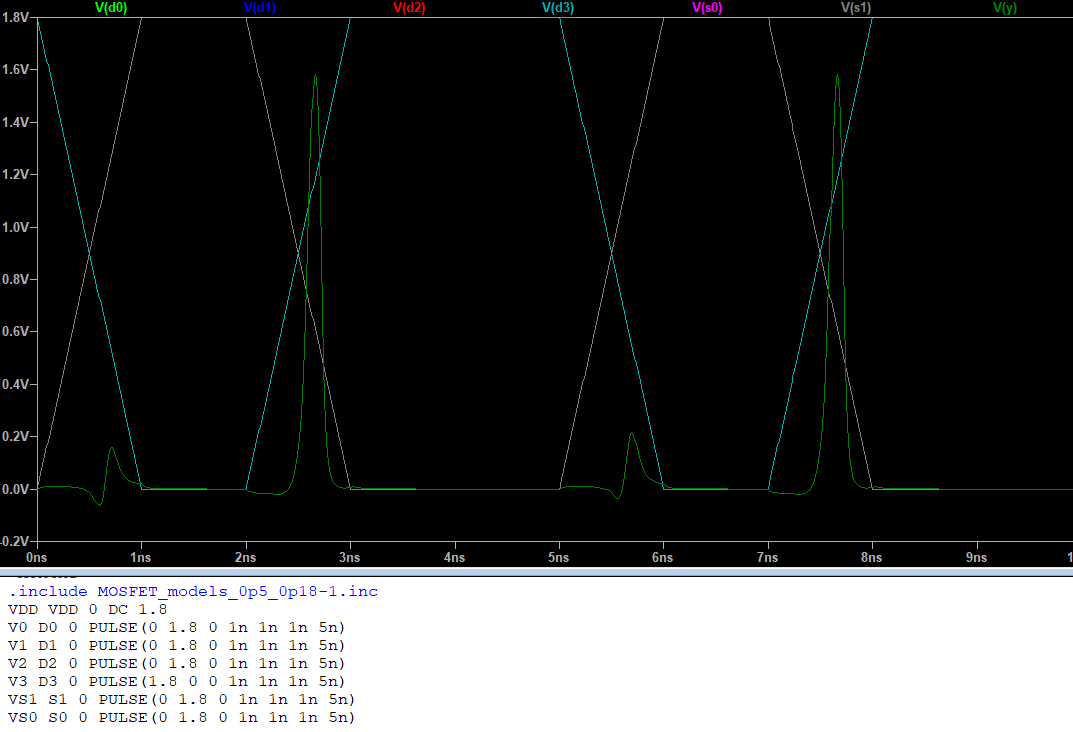 V(d0) V(d1) V(d2) V(d3) V(s0) V(s1) V(y)
1.8V
1.6V
1.4V
1.2V
1.0V
0.8V
0.6V
0.4V
0.2V
0.0V
-0.2V
0ns 1ns 2ns 3ns 4ns 5ns 6ns 7ns 8ns 9ns 1
.include MOSFET_models_0p5_0p18-1.inc
VDD VDD 0 DC 1.8
V0 D0 0 PULSE(0 1.8 0 1n 1n 1n 5n)
V1 D1 0 PULSE(0 1.8 0 1n 1n 1n 5n)
V2 D2 0 PULSE(0 1.8 0 1n 1n 1n 5n)
V3 D3 0 PULSE(1.8 0 0 1n 1n 1n 5n)
VS1 S1 0 PULSE(0 1.8 0 1n 1n 1n 5n)
VS0 S0 0 PULSE(0 1.8 0 1n 1n 1n 5n)